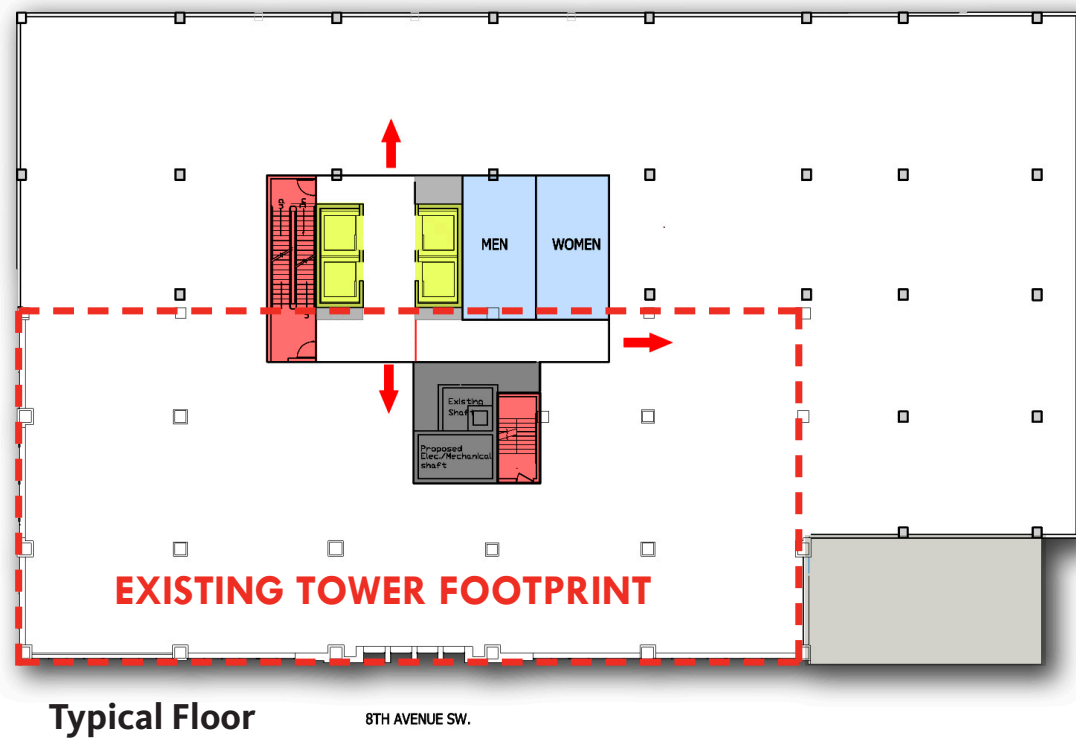 MEN
WOMEN
Existing
Shaft
Proposed
Elec./Mechanical
shaft
EXISTING TOWER FOOTPRINT
Typical Floor
8TH AVENUE SW.